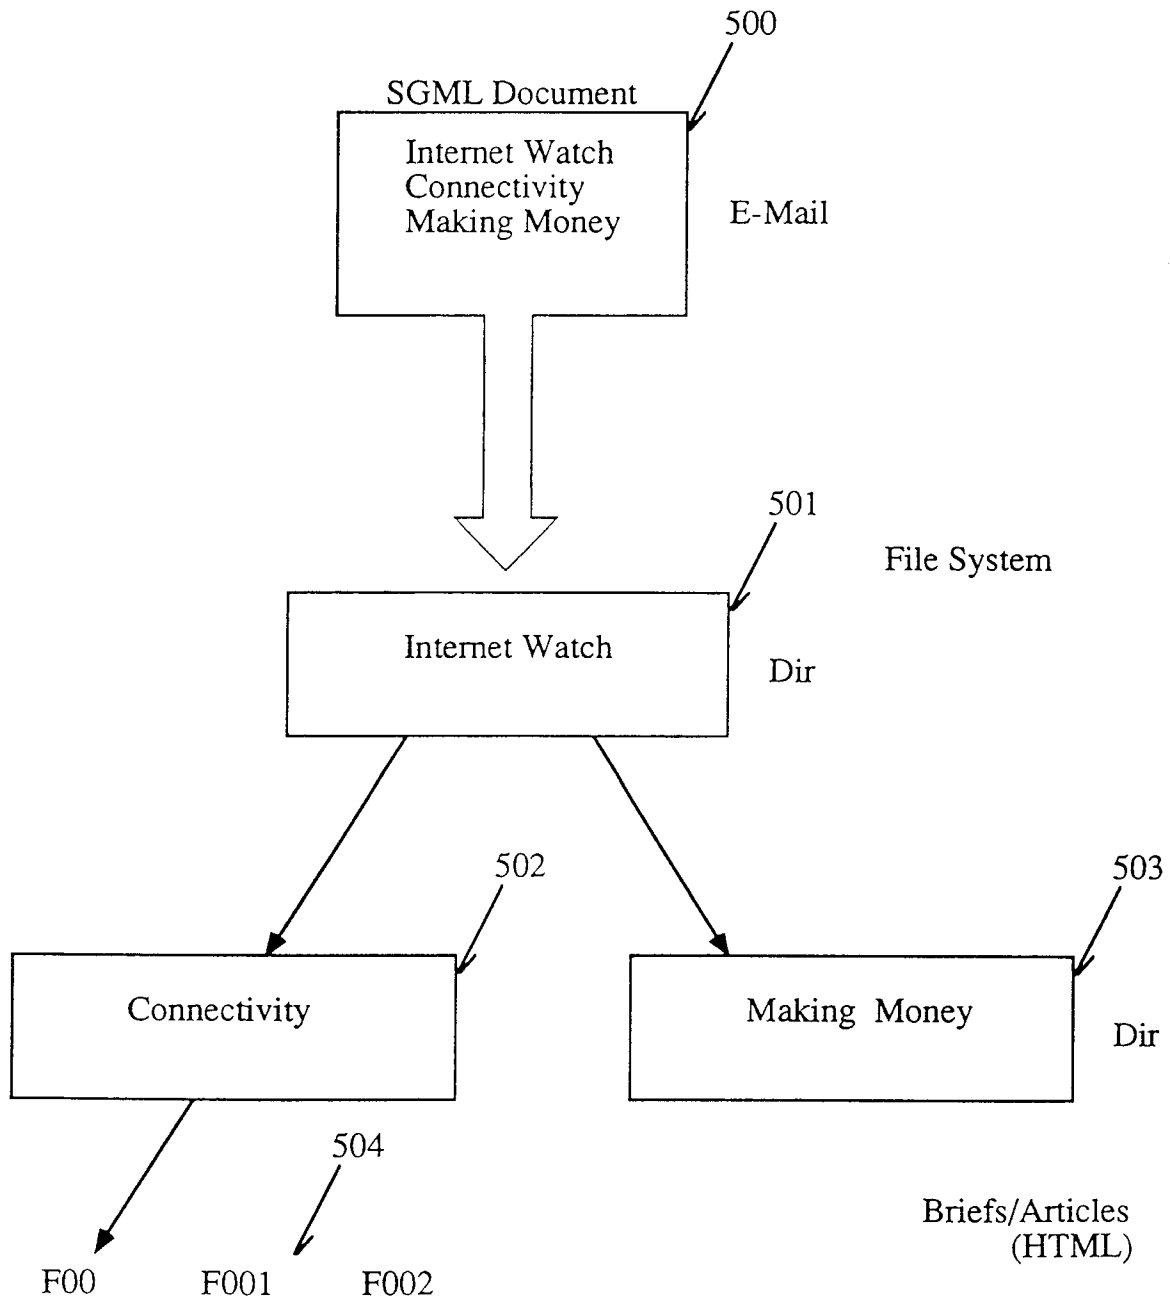 500
SGML Document
Internet Watch
Connectivity
Making Money
E-Mail
501
File System
Internet Watch
Dir
502
503
Connectivity
Making Money
Dir
504
Briefs/Articles
(HTML)
F00 F001 F002